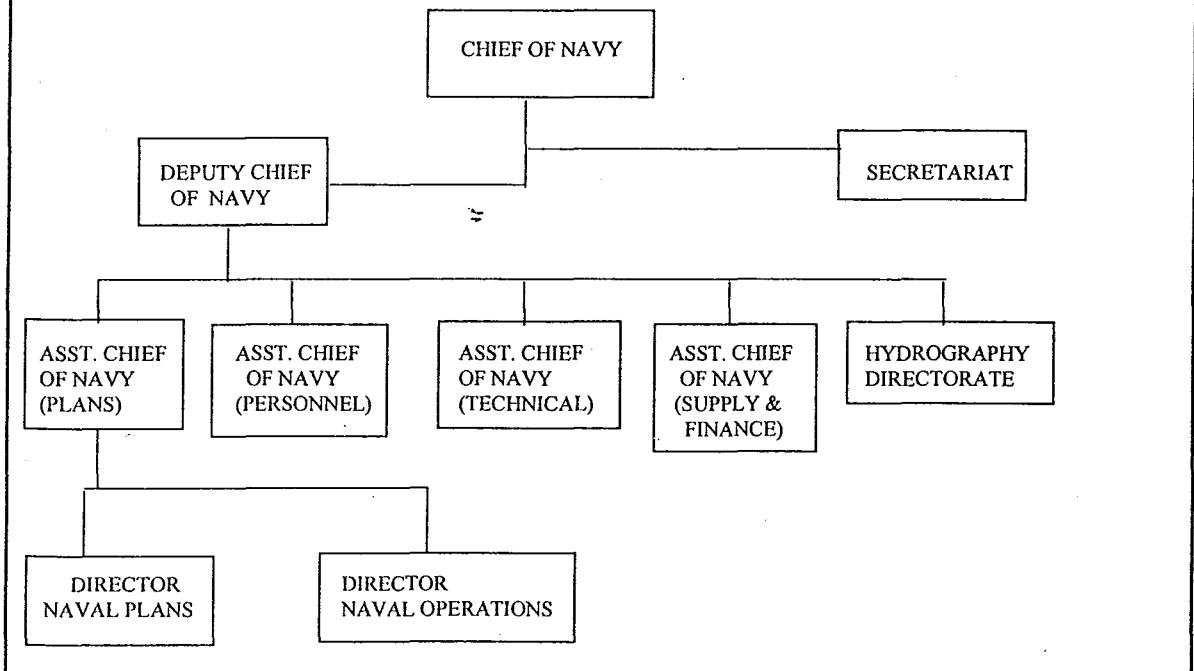 CHIEF OF NAVY
DEPUTY CHIEF
OF NAVY
SECRETARIAT
ASST. CHIEF
OF NAVY
(PLANS)
ASST. CHIEF
OF NAVY
(PERSONNEL)
ASST. CHIEF
OF NAVY
(TECHNICAL)
ASST. CHIEF
OF NAVY
(SUPPLY &
FINANCE)
HYDROGRAPHY
DIRECTORATE
DIRECTOR
NAVAL PLANS
DIRECTOR
NAVAL OPERATIONS